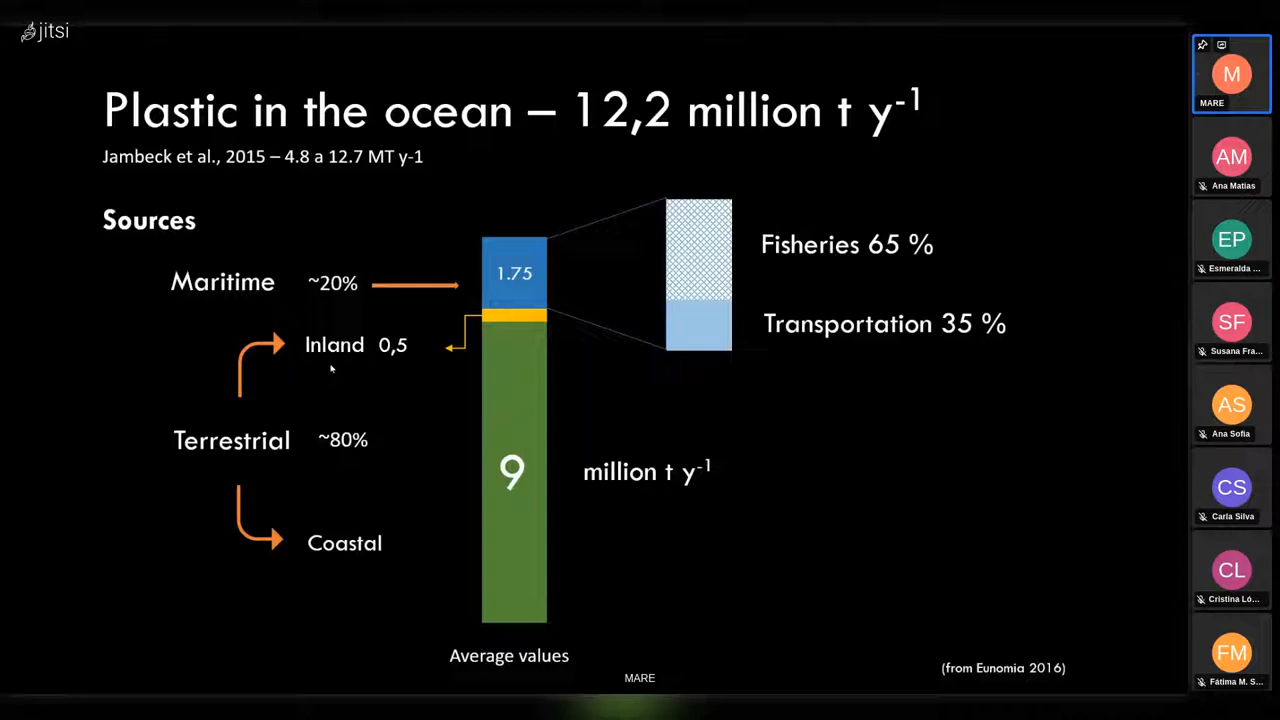 jitsi
Plastic in the ocean – 12,2 million t y-1
Jambeck et al., 2015 – 4.8 a 12.7 MT y-1
Sources
Maritime ~20%
1.75
Fisheries 65 %
Transportation 35 %
Inland 0,5
Terrestrial ~80%
9 million t y-1
Coastal
Average values
(from Eunomia 2016)
MARE
M
MARE
AM
Ana Matias
EP
Esmeralda ...
SF
Susana Fra...
AS
Ana Sofia
CS
Carla Silva
CL
Cristina Ló...
FM
Fátima M. S...